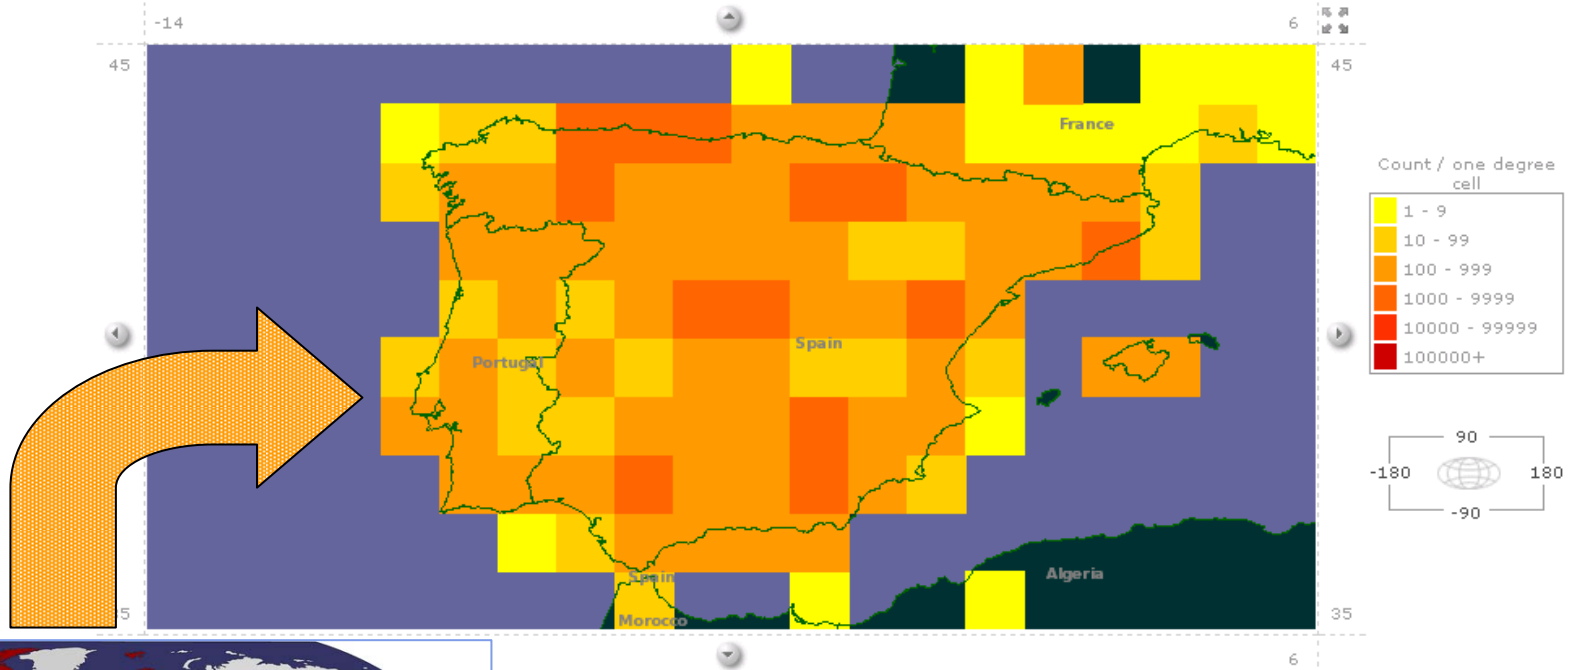 -14
6
45
45
France
Count / one degree
cell
1 - 9
10 - 99
100 - 999
1000 - 9999
10000 - 99999
100000+
Spain
Portugal
90
-180
180
-90
Algeria
Spain
Morocco
35
6